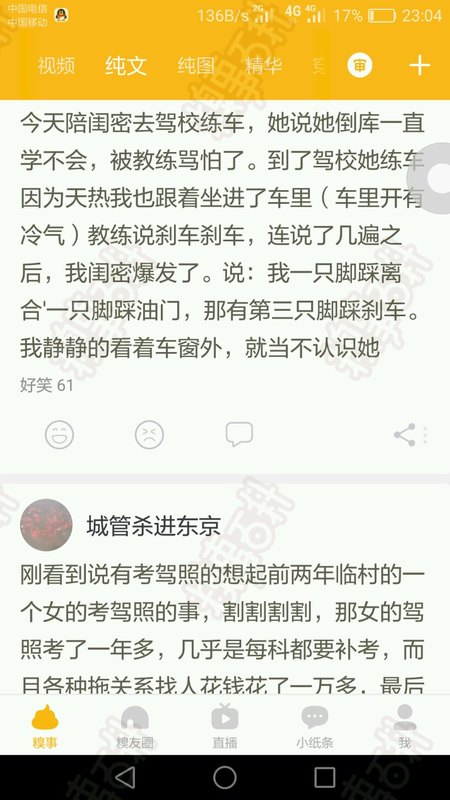 中国电信
中国移动
136B/s 2G 4G 4G 17% 23:04
视频 纯文 纯图 精华 审
今天陪闺密去驾校练车，她说她倒库一直
学不会，被教练骂怕了。到了驾校她练车
因为天热我也跟着坐进了车里（车里开有
冷气）教练说刹车刹车，连说了几遍之
后，我闺密爆发了。说：我一只脚踩离
合'一只脚踩油门，那有第三只脚踩刹车。
我静静的看着车窗外，就当不认识她
好笑 61
城管杀进东京
刚看到说有考驾照的想起前两年临村的一
个女的考驾照的事，割割割割，那女的驾
照考了一年多，几乎是每科都要补考，而
且各种拖关系找人花钱花了一万多，最后
糗事 糗友圈 直播 小纸条 我